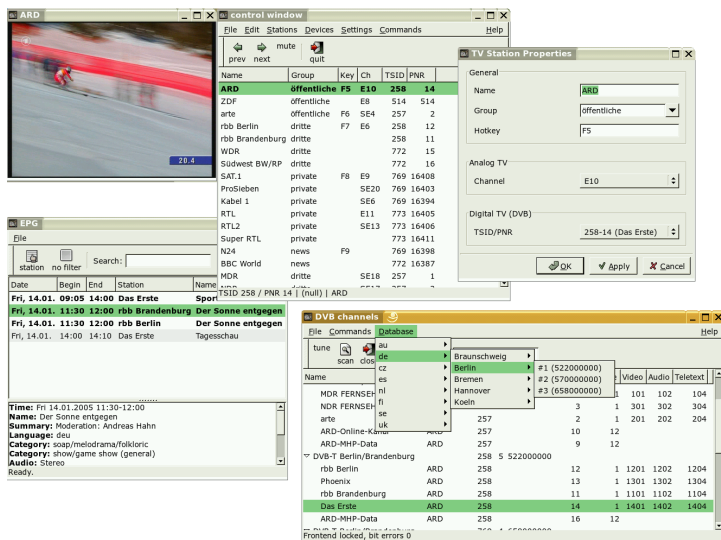 ARD
20.4
control window
File Edit Stations Devices Settings Commands Help
prev next mute quit
Name Group Key Ch TSID PNR
ARD öffentliche F5 E10 258 14
ZDF öffentliche E8 514 514
arte öffentliche F6 SE4 257 2
rbb Berlin dritte F7 E6 258 12
rbb Brandenburg dritte 258 11
WDR dritte 772 15
Südwest BW/RP dritte 772 16
SAT.1 private F8 E9 769 16408
ProSieben private SE20 769 16403
Kabel 1 private SE6 769 16394
RTL private E11 773 16405
RTL2 private SE13 773 16406
Super RTL private 773 16411
N24 news F9 769 16398
BBC World news 772 16387
MDR dritte SE18 257 1
TSID 258 / PNR 14 | (null) | ARD
TV Station Properties
General
Name ARD
Group öffentliche
Hotkey F5
Analog TV
Channel E10
Digital TV (DVB)
TSID/PNR 258-14 (Das Erste)
OK Apply Cancel
EPG
File
station no filter Search:
Date Begin End Station Name
Fri, 14.01. 09:05 14:00 Das Erste Sport
Fri, 14.01. 11:30 12:00 rbb Brandenburg Der Sonne entgegen
Fri, 14.01. 11:30 12:00 rbb Berlin Der Sonne entgegen
Fri, 14.01. 14:00 14:10 Das Erste Tagesschau
Time: Fri 14.01.2005 11:30-12:00
Name: Der Sonne entgegen
Summary: Moderation: Andreas Hahn
Language: deu
Category: soap/melodrama/folkloric
Category: show/game show (general)
Audio: Stereo
Ready.
DVB channels
File Commands Database Help
tune scan
au
de
cz
es
nl
fi
se
uk
Braunschweig
Berlin
Bremen
Hannover
Koeln
#1 (522000000)
#2 (570000000)
#3 (658000000)
Name Video Audio Teletext
MDR FERNSEH 1 101 102 104
NDR FERNSEH 3 1 301 302 304
arte 257 2 1 201 202 204
ARD-Online-Kanal ARD 257 10 12
ARD-MHP-Data ARD 257 9 12
DVB-T Berlin/Brandenburg 258 5 522000000
rbb Berlin ARD 258 12 1 1201 1202 1204
Phoenix ARD 258 13 1 1301 1302 1304
rbb Brandenburg ARD 258 11 1 1101 1102 1104
Das Erste ARD 258 14 1 1401 1402 1404
ARD-MHP-Data ARD 258 16 12
Frontend locked, bit errors 0